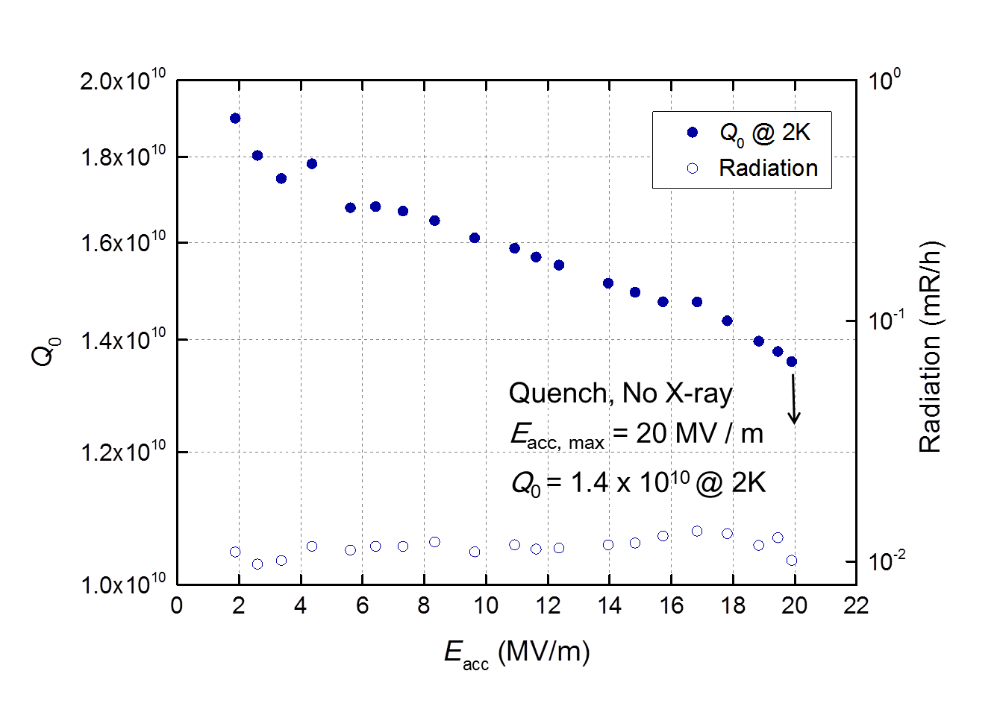 2.0x10^10
1.8x10^10
1.6x10^10
1.4x10^10
1.2x10^10
1.0x10^10
Q0
10^0
10^-1
10^-2
Radiation (mR/h)
Q0 @ 2K
Radiation
Quench, No X-ray
Eacc, max = 20 MV / m
Q0 = 1.4 x 10^10 @ 2K
0 2 4 6 8 10 12 14 16 18 20 22
Eacc (MV/m)